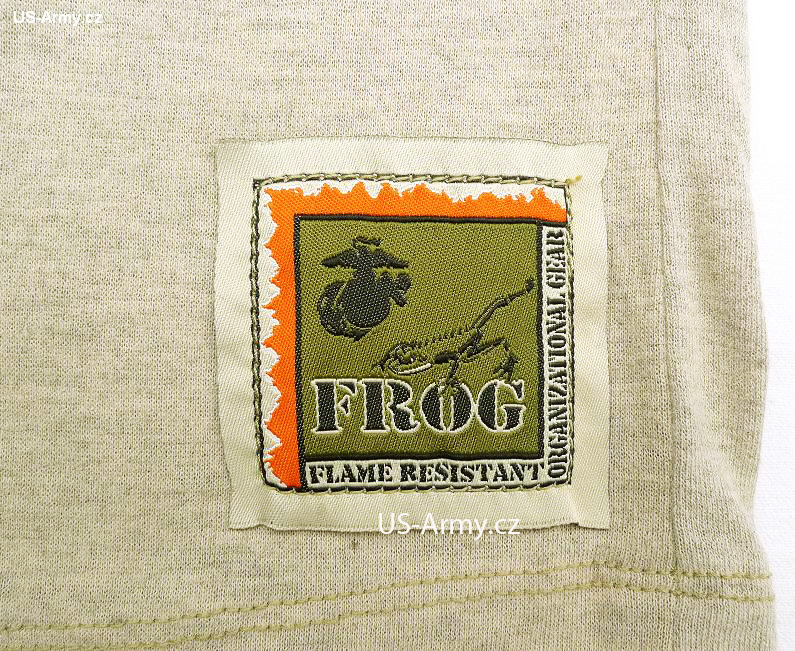 US-Army.cz
FROG
FLAME RESISTANT
ORGANIZATIONAL GEAR
US-Army.cz